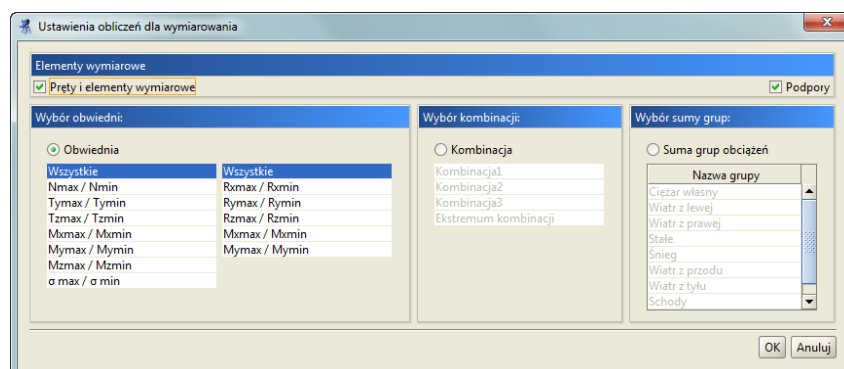 Ustawienia obliczeń dla wymiarowania
Elementy wymiarowe
Pręty i elementy wymiarowe
Podpory
Wybór obwiedni:
Obwiednia
Wszystkie
Nmax / Nmin
Tymax / Tymin
Tzmax / Tzmin
Mxmax / Mxmin
Mymax / Mymin
Mzmax / Mzmin
σ max / σ min
Wszystkie
Rxmax / Rxmin
Rymax / Rymin
Rzmax / Rzmin
Mxmax / Mxmin
Mymax / Mymin
Wybór kombinacji:
Kombinacja
Kombinacja1
Kombinacja2
Kombinacja3
Ekstremum kombinacji
Wybór sumy grup:
Suma grup obciążeń
Nazwa grupy
Ciężar własny
Wiatr z lewej
Wiatr z prawej
Stałe
Śnieg
Wiatr z przodu
Wiatr z tyłu
Schody
OK
Anuluj